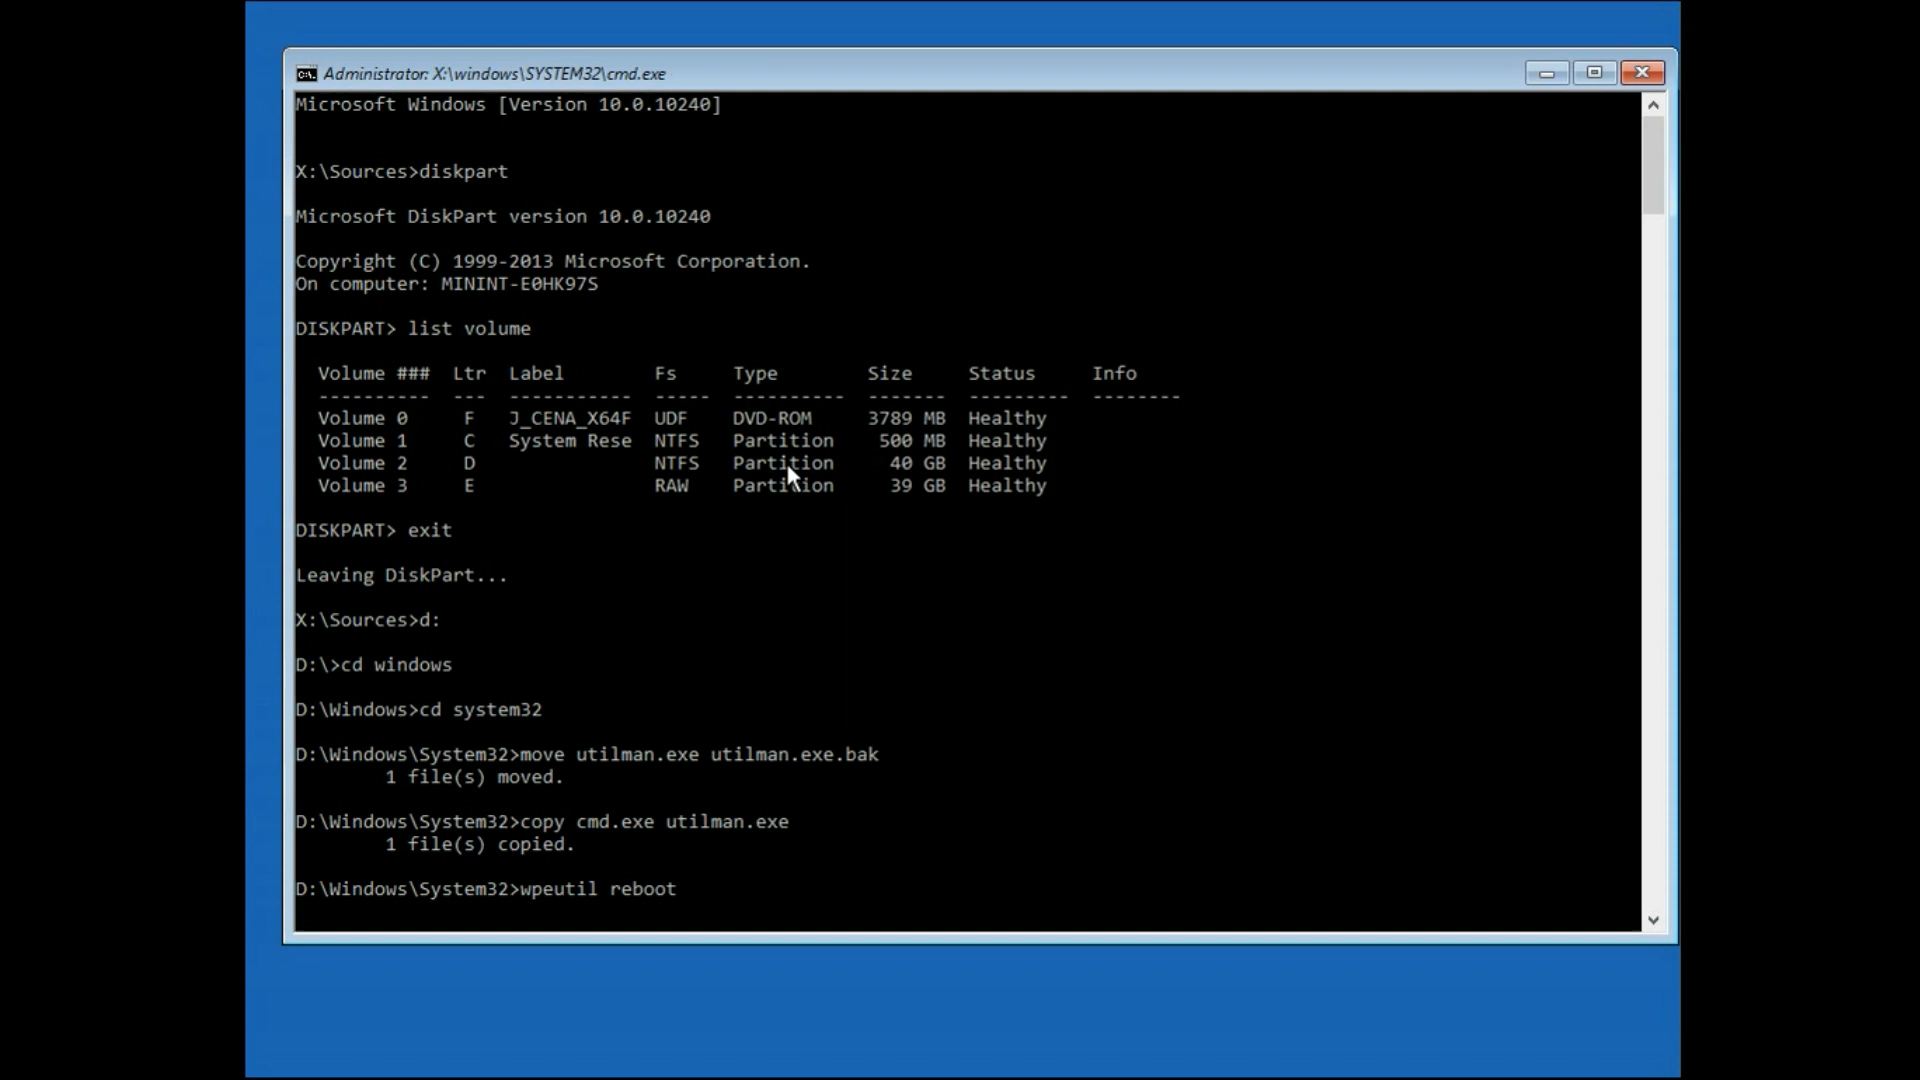 Administrator: X:\windows\SYSTEM32\cmd.exe
Microsoft Windows [Version 10.0.10240]
X:\Sources>diskpart
Microsoft DiskPart version 10.0.10240
Copyright (C) 1999-2013 Microsoft Corporation.
On computer: MININT-E0HK97S
DISKPART> list volume
Volume ###  Ltr  Label        Fs     Type        Size     Status     Info
----------  ---  -----------  -----  ----------  -------  ---------  --------
Volume 0     F   J_CENA_X64F  UDF    DVD-ROM     3789 MB  Healthy
Volume 1     C   System Rese  NTFS   Partition    500 MB  Healthy
Volume 2     D                NTFS   Partition     40 GB  Healthy
Volume 3     E                RAW    Partition     39 GB  Healthy
DISKPART> exit
Leaving DiskPart...
X:\Sources>d:
D:\>cd windows
D:\Windows>cd system32
D:\Windows\System32>move utilman.exe utilman.exe.bak
1 file(s) moved.
D:\Windows\System32>copy cmd.exe utilman.exe
1 file(s) copied.
D:\Windows\System32>wpeutil reboot